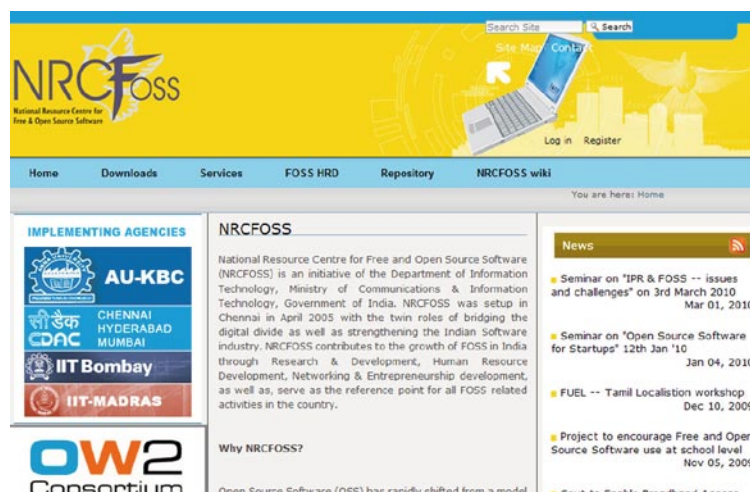 Search Site
Search
Site Map Contact
NRCFOSS
National Resource Centre for
Free & Open Source Software
Log in Register
Home Downloads Services FOSS HRD Repository NRCFOSS wiki
You are here: Home
IMPLEMENTING AGENCIES
AU-KBC
सी डैक
CDAC
CHENNAI
HYDERABAD
MUMBAI
IIT Bombay
IIT-MADRAS
OW2
Consortium
NRCFOSS
National Resource Centre for Free and Open Source Software
(NRCFOSS) is an initiative of the Department of Information
Technology, Ministry of Communications & Information
Technology, Government of India. NRCFOSS was setup in
Chennai in April 2005 with the twin roles of bridging the
digital divide as well as strengthening the Indian Software
industry. NRCFOSS contributes to the growth of FOSS in India
through Research & Development, Human Resource
Development, Networking & Entrepreneurship development,
as well as, serve as the reference point for all FOSS related
activities in the country.
Why NRCFOSS?
Open Source Software (OSS) has rapidly shifted from a model
News
Seminar on "IPR & FOSS -- issues
and challenges" on 3rd March 2010
Mar 01, 2010
Seminar on "Open Source Software
for Startups" 12th Jan '10
Jan 04, 2010
FUEL -- Tamil Localistion workshop
Dec 10, 2009
Project to encourage Free and Open
Source Software use at school level
Nov 05, 2009